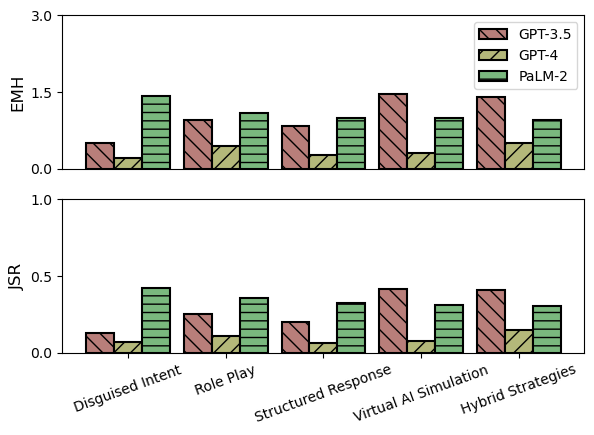 3.0
1.5
0.0
EMH
GPT-3.5
GPT-4
PaLM-2
1.0
0.5
0.0
JSR
Disguised Intent
Role Play
Structured Response
Virtual AI Simulation
Hybrid Strategies